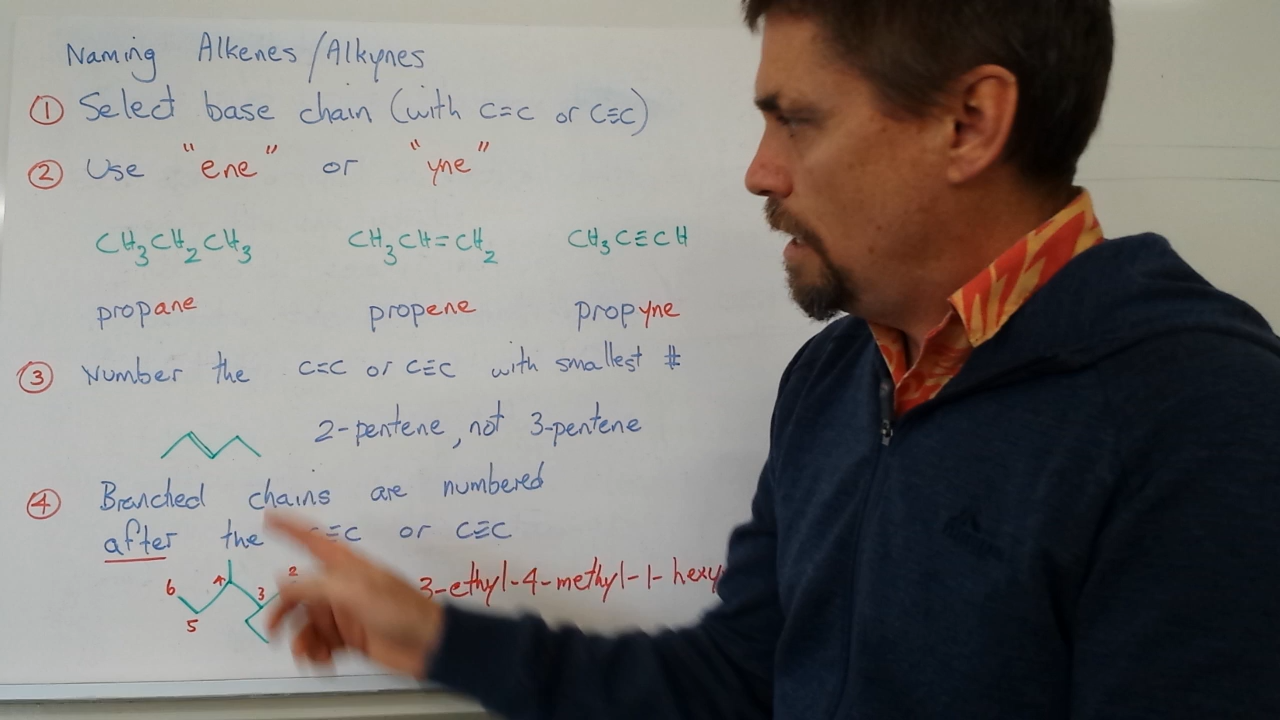 Naming Alkenes/Alkynes
① Select base chain (with C=C or C≡C)
② Use "ene" or "yne"
CH₃CH₂CH₃ CH₃CH=CH₂ CH₃C≡CH
propane propene propyne
③ Number the C=C or C≡C with smallest #
2-pentene, not 3-pentene
④ Branched chains are numbered
after the =C or C≡C
6 5 4 3 2
3-ethyl-4-methyl-1-hexy